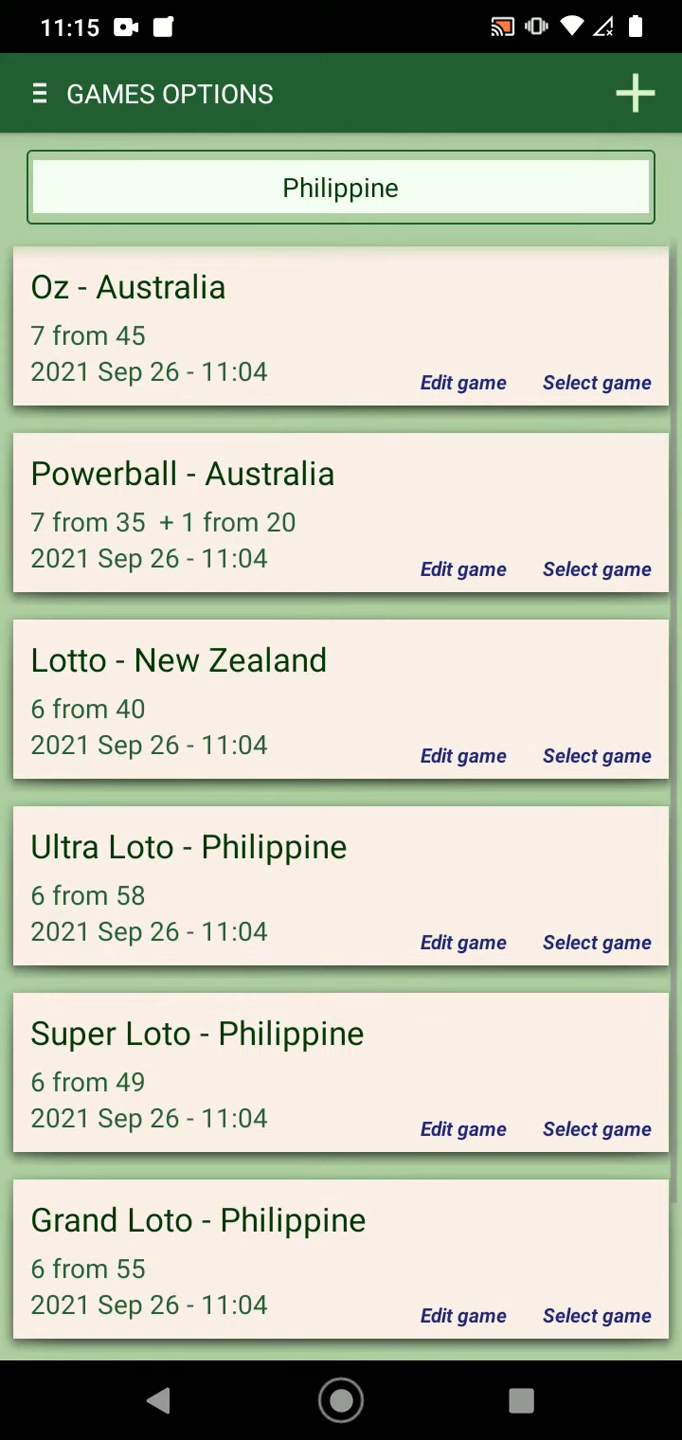 11:15
GAMES OPTIONS
Philippine
Oz - Australia
7 from 45
2021 Sep 26 - 11:04
Edit game Select game
Powerball - Australia
7 from 35 + 1 from 20
2021 Sep 26 - 11:04
Edit game Select game
Lotto - New Zealand
6 from 40
2021 Sep 26 - 11:04
Edit game Select game
Ultra Loto - Philippine
6 from 58
2021 Sep 26 - 11:04
Edit game Select game
Super Loto - Philippine
6 from 49
2021 Sep 26 - 11:04
Edit game Select game
Grand Loto - Philippine
6 from 55
2021 Sep 26 - 11:04
Edit game Select game